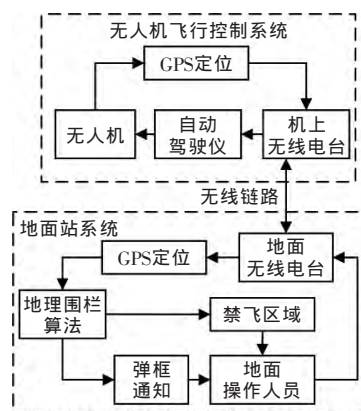 无人机飞行控制系统
GPS定位
无人机
自动
驾驶仪
机上
无线电台
无线链路
地面站系统
GPS定位
地面
无线电台
地理围栏
算法
禁飞区域
弹框
通知
地面
操作人员